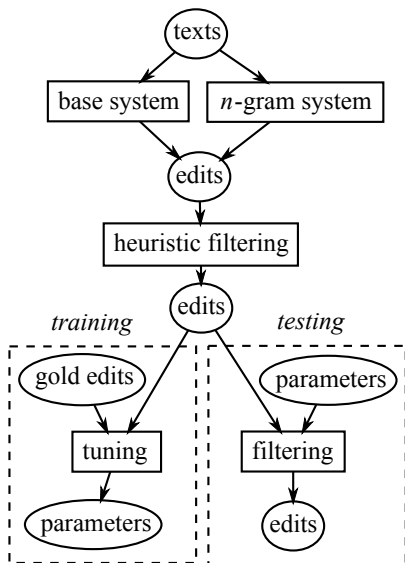 texts
base system
n-gram system
edits
heuristic filtering
edits
training
testing
gold edits
parameters
tuning
filtering
parameters
edits